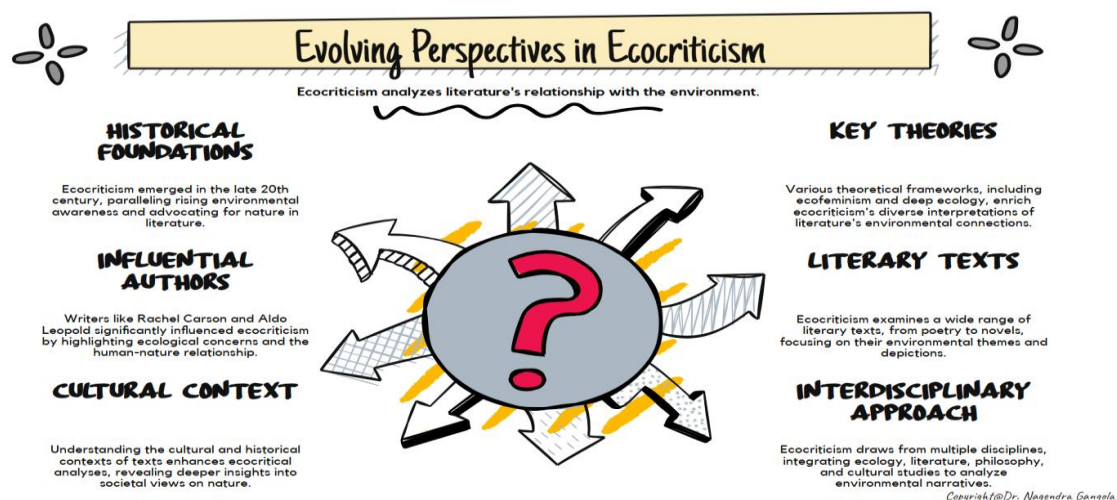 Evolving Perspectives in Ecocriticism
Ecocriticism analyzes literature's relationship with the environment.
HISTORICAL
FOUNDATIONS
Ecocriticism emerged in the late 20th
century, paralleling rising environmental
awareness and advocating for nature in
literature.
INFLUENTIAL
AUTHORS
Writers like Rachel Carson and Aldo
Leopold significantly influenced ecocriticism
by highlighting ecological concerns and the
human-nature relationship.
CULTURAL CONTEXT
Understanding the cultural and historical
contexts of texts enhances ecocritical
analyses, revealing deeper insights into
societal views on nature.
?
KEY THEORIES
Various theoretical frameworks, including
ecofeminism and deep ecology, enrich
ecocriticism's diverse interpretations of
literature's environmental connections.
LITERARY TEXTS
Ecocriticism examines a wide range of
literary texts, from poetry to novels,
focusing on their environmental themes and
depictions.
INTERDISCIPLINARY
APPROACH
Ecocriticism draws from multiple disciplines,
integrating ecology, literature, philosophy,
and cultural studies to analyze
environmental narratives.
Copyright@Dr. Nagendra Gangola